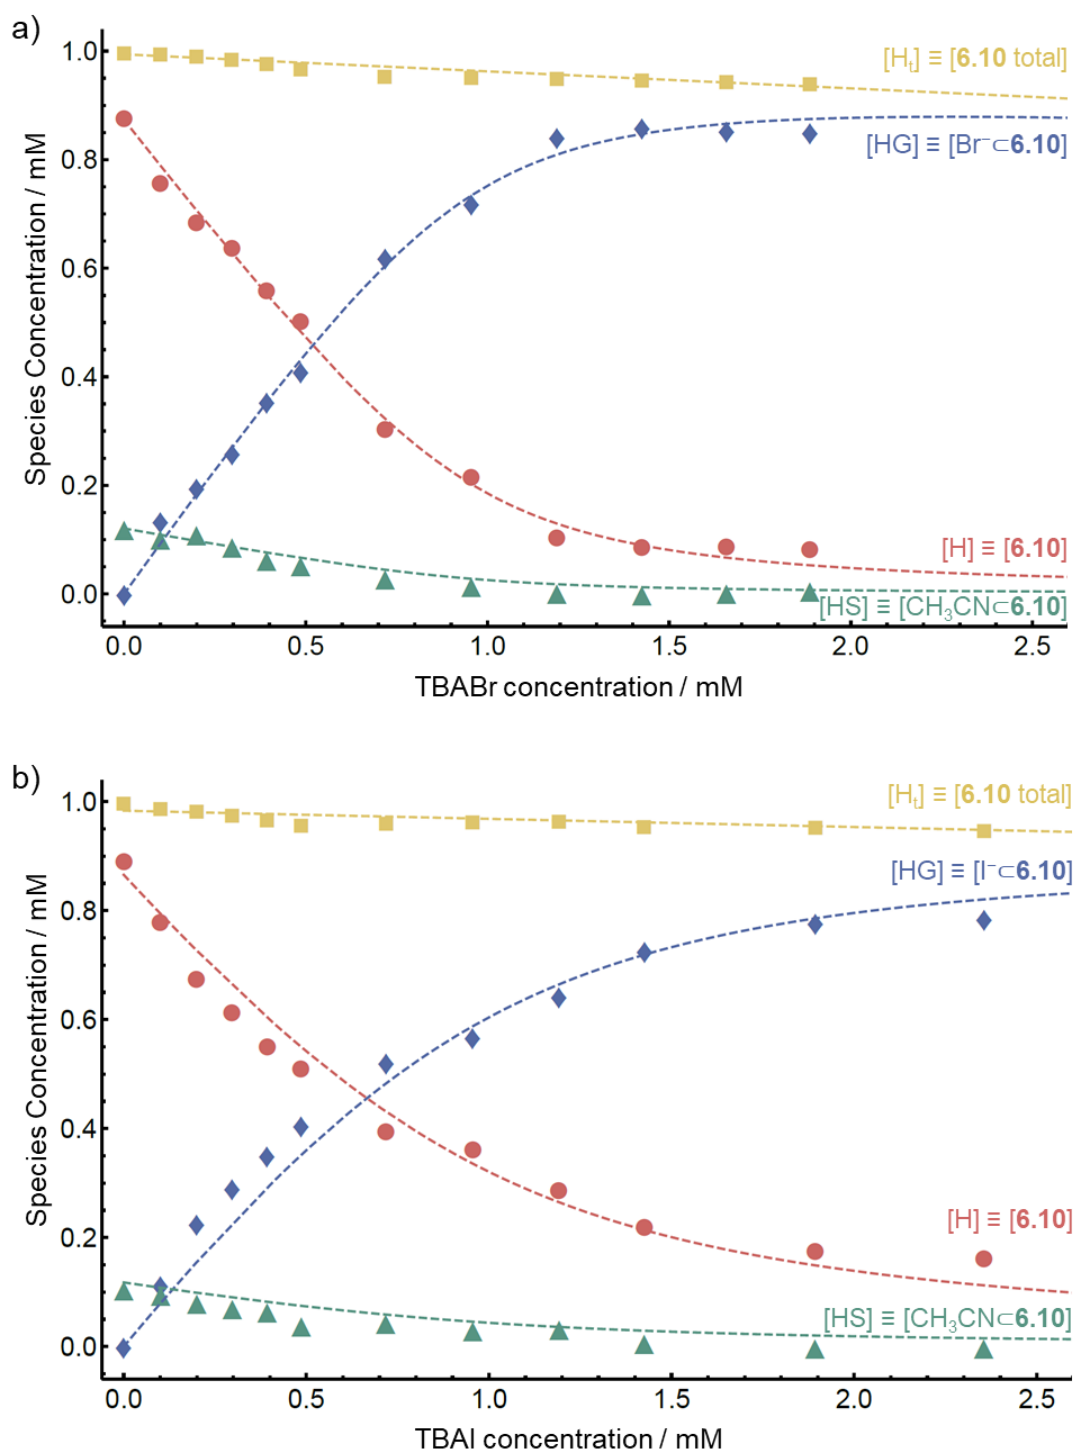 a)
1.0
0.8
0.6
0.4
0.2
0.0
Species Concentration / mM
[Hₜ] ≡ [6.10 total]
[HG] ≡ [Br⁻⊂6.10]
[H] ≡ [6.10]
[HS] ≡ [CH₃CN⊂6.10]
0.0 0.5 1.0 1.5 2.0 2.5
TBABr concentration / mM
b)
1.0
0.8
0.6
0.4
0.2
0.0
Species Concentration / mM
[Hₜ] ≡ [6.10 total]
[HG] ≡ [I⁻⊂6.10]
[H] ≡ [6.10]
[HS] ≡ [CH₃CN⊂6.10]
0.0 0.5 1.0 1.5 2.0 2.5
TBAI concentration / mM